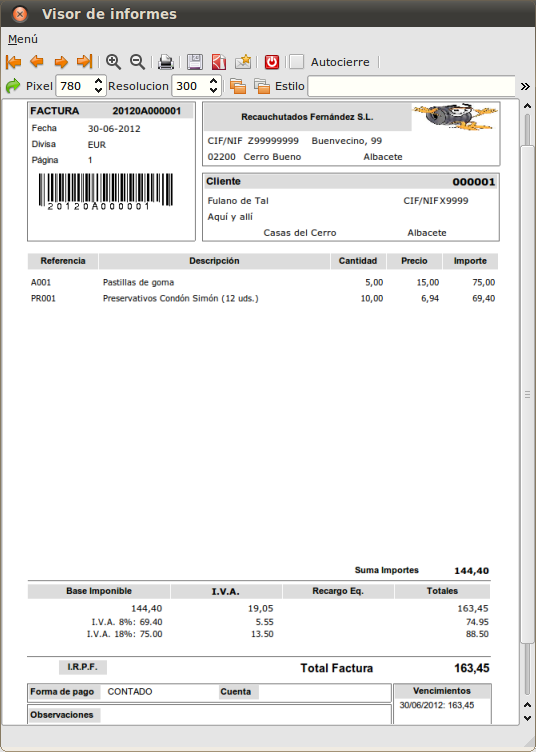 Visor de informes
Menú
Autocierre
Pixel 780 Resolucion 300 Estilo »
FACTURA 20120A000001
Fecha 30-06-2012
Divisa EUR
Página 1
20120A000001
Recauchutados Fernández S.L.
CIF/NIF Z99999999 Buenvecino, 99
02200 Cerro Bueno Albacete
Cliente 000001
Fulano de Tal CIF/NIF X9999
Aquí y allí
Casas del Cerro Albacete
Referencia Descripción Cantidad Precio Importe
A001 Pastillas de goma 5,00 15,00 75,00
PR001 Preservativos Condón Simón (12 uds.) 10,00 6,94 69,40
Suma Importes 144,40
Base Imponible I.V.A. Recargo Eq. Totales
144,40 19,05 163,45
I.V.A. 8%: 69.40 5.55 74.95
I.V.A. 18%: 75.00 13.50 88.50
I.R.P.F. Total Factura 163,45
Forma de pago CONTADO Cuenta Vencimientos
30/06/2012: 163,45
Observaciones